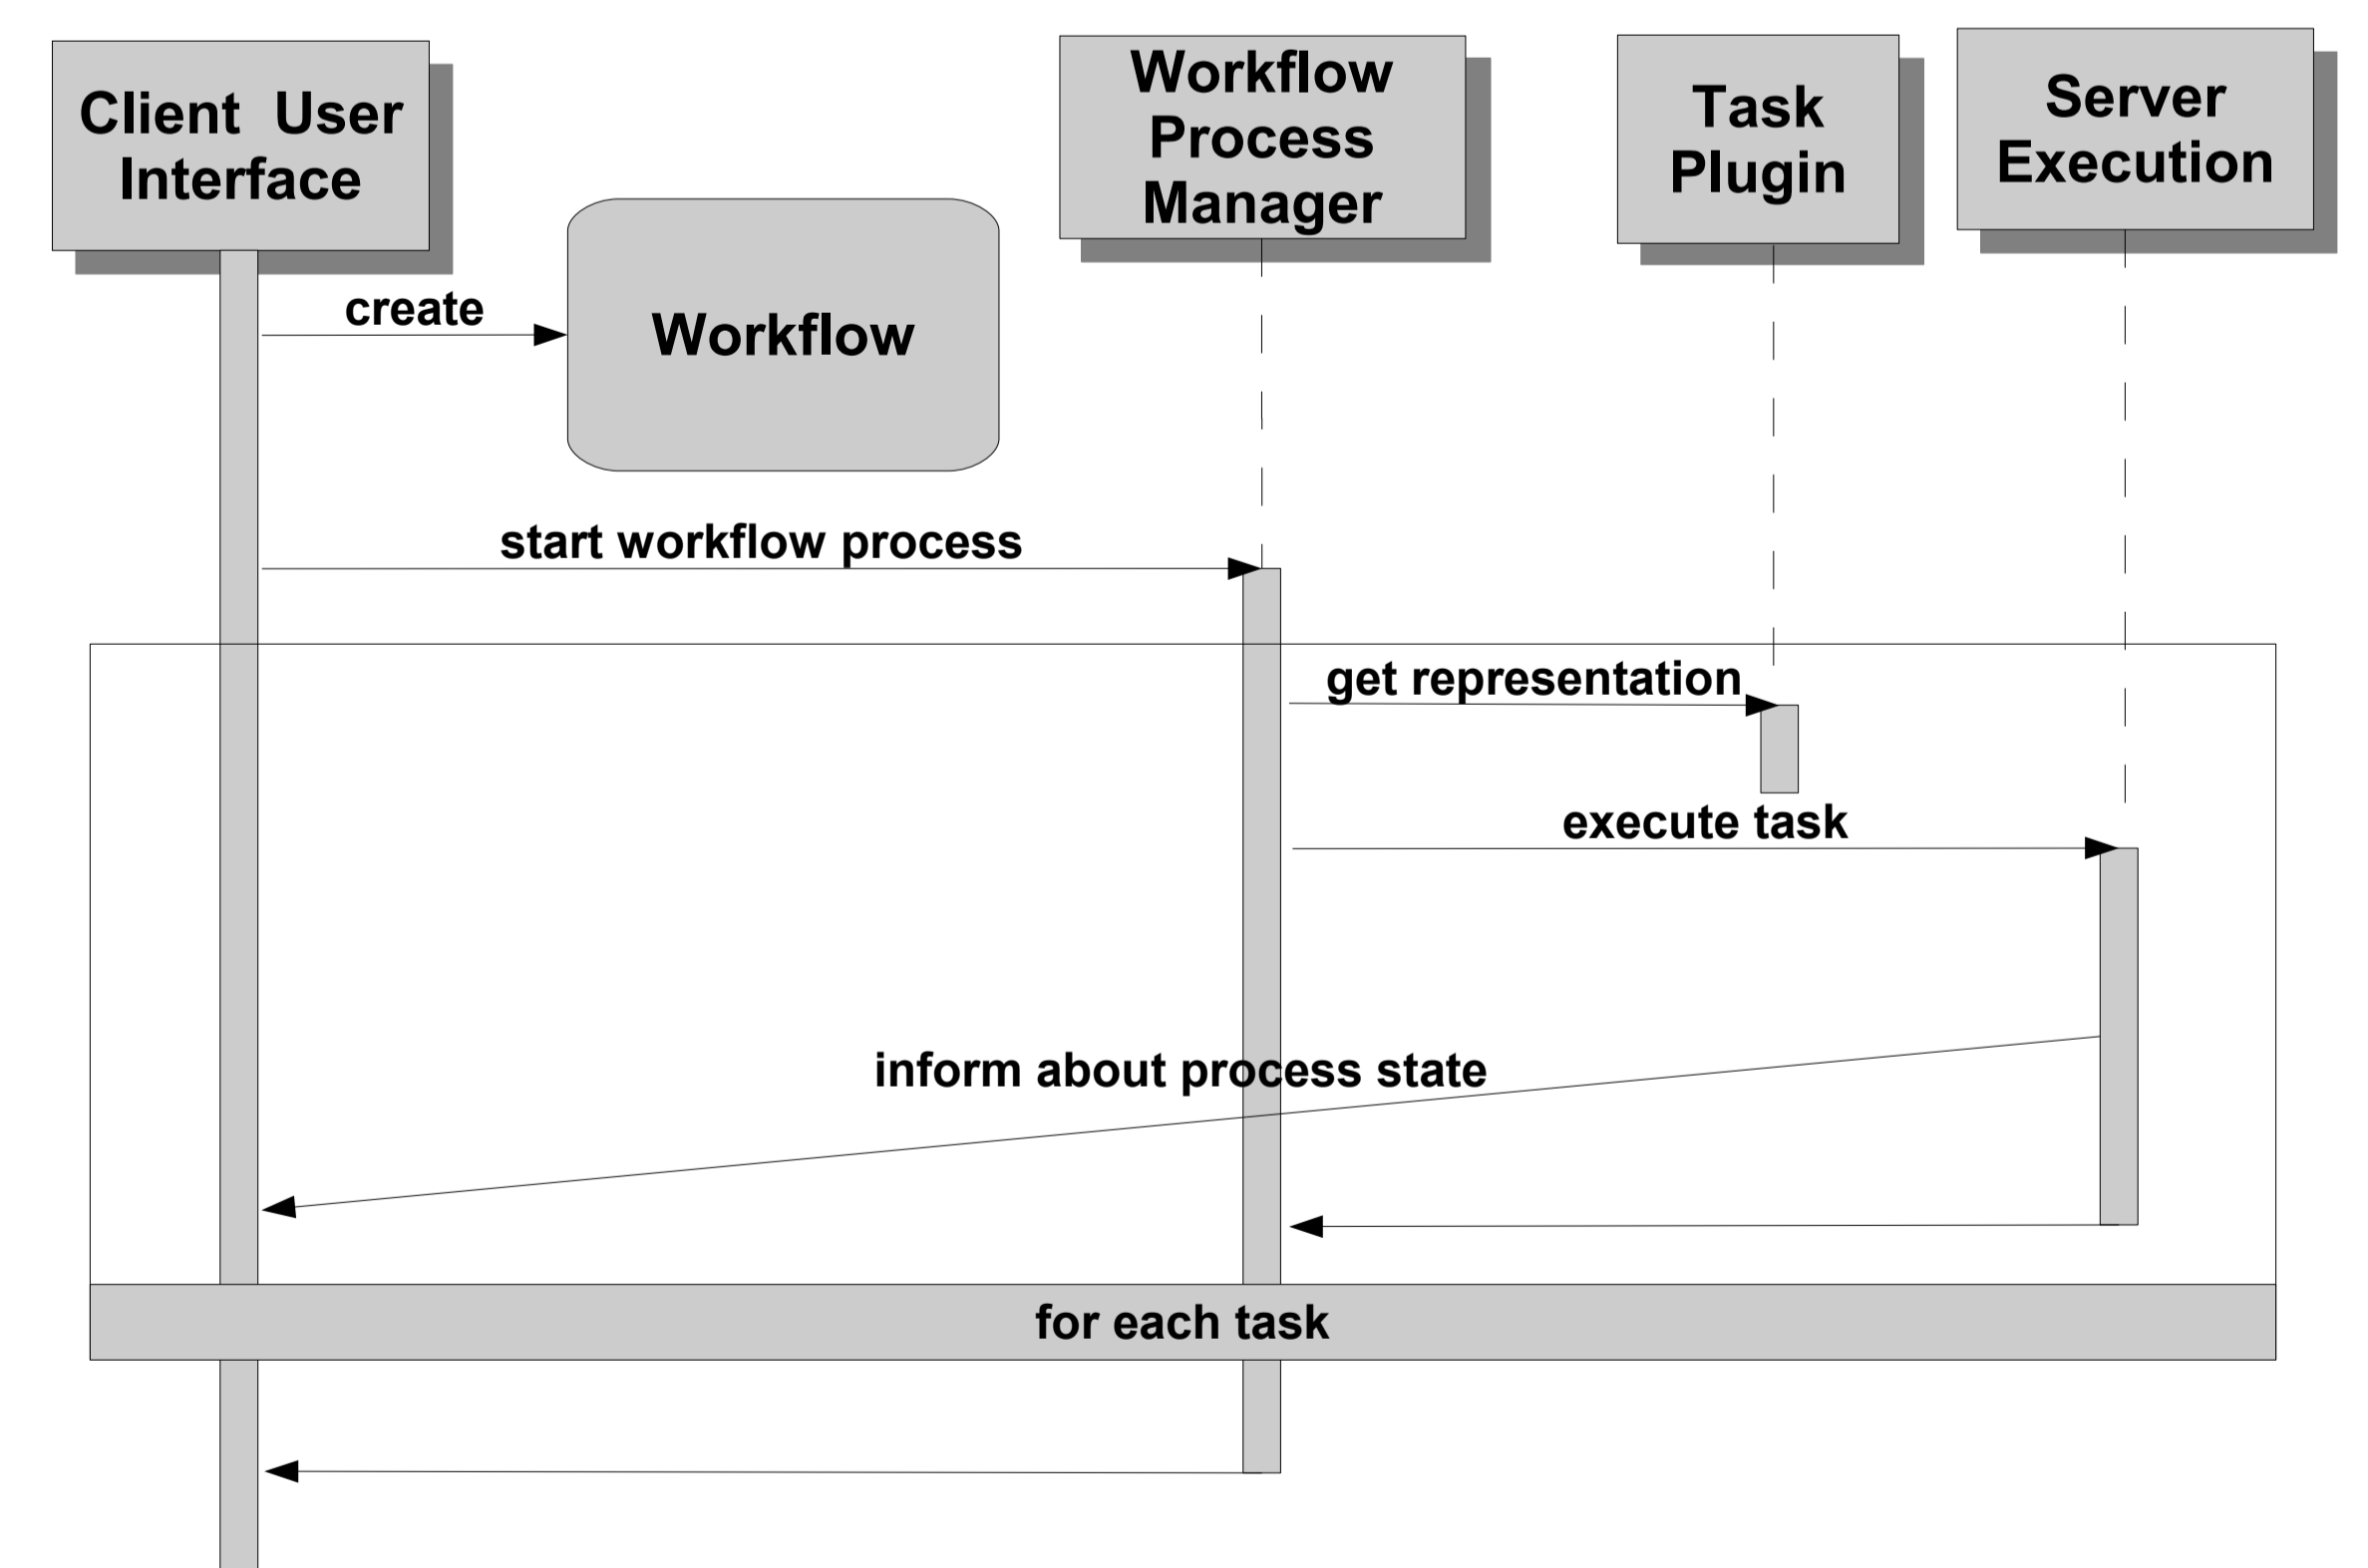 Client User
Interface
Workflow
Process
Manager
Task
Plugin
Server
Execution
create
Workflow
start workflow process
get representation
execute task
inform about process state
for each task